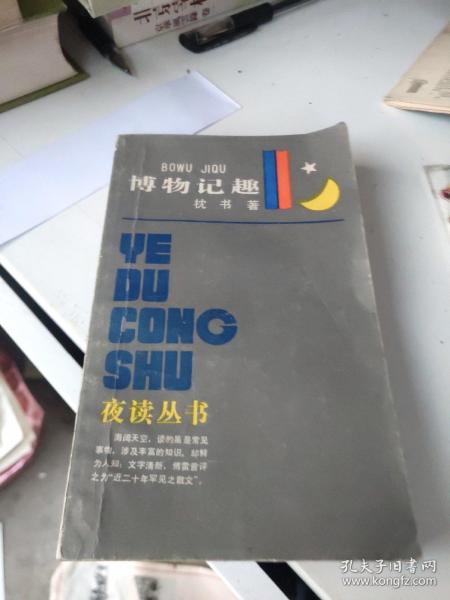 BOWU JIQU
博物记趣
枕书著
YE
DU
CONG
SHU
夜读丛书
海阔天空，谈的虽是常见
事物，涉及丰富的知识，却鲜
为人知；文字清新，傅雷曾评
之为“近二十年罕见之散文”。
孔夫子旧书网
www.kongfz.com